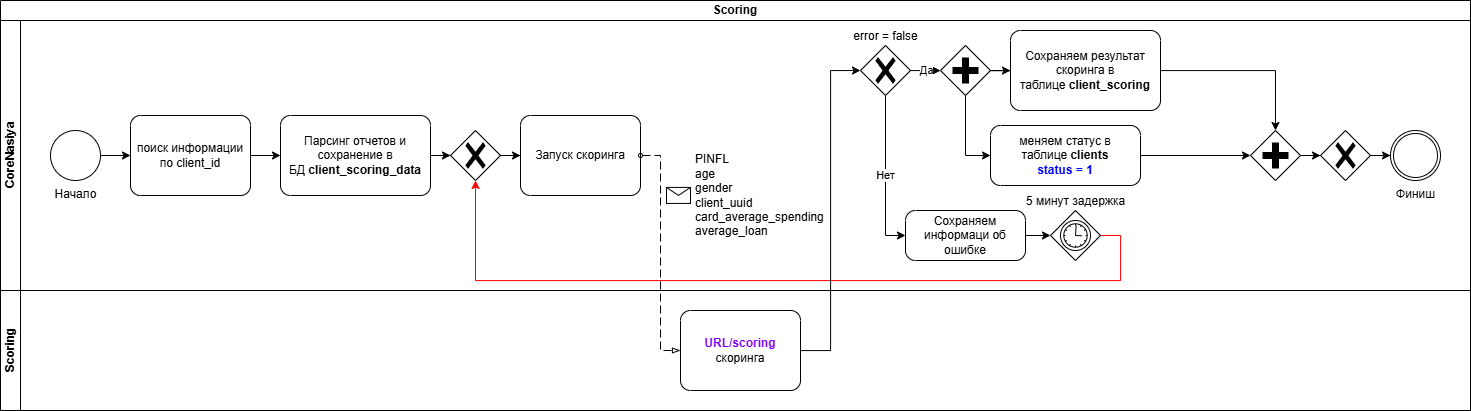 Scoring
CoreNasiya
Начало
поиск информации
по client_id
Парсинг отчетов и
сохранение в
БД client_scoring_data
Запуск скоринга
PINFL
age
gender
client_uuid
card_average_spending
average_loan
error = false
Да
Нет
Сохраняем результат
скоринга в
таблице client_scoring
меняем статус в
таблице clients
status = 1
Сохраняем
информаци об
ошибке
5 минут задержка
Финиш
Scoring
URL/scoring
скоринга